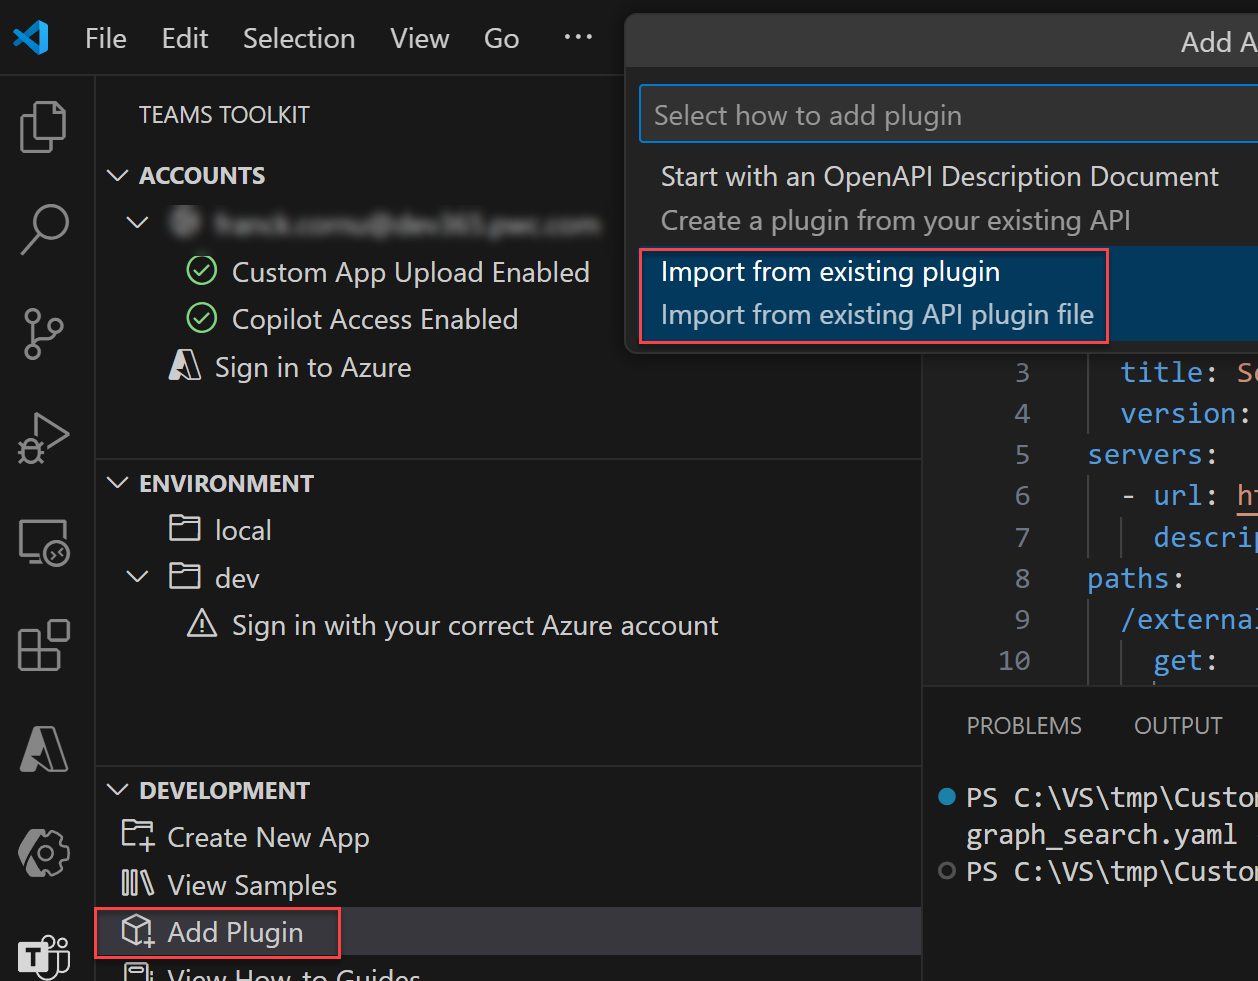 File Edit Selection View Go ···
TEAMS TOOLKIT
ACCOUNTS
Custom App Upload Enabled
Copilot Access Enabled
Sign in to Azure
ENVIRONMENT
local
dev
Sign in with your correct Azure account
DEVELOPMENT
Create New App
View Samples
Add Plugin
View How-to Guides
Add A
Select how to add plugin
Start with an OpenAPI Description Document
Create a plugin from your existing API
Import from existing plugin
Import from existing API plugin file
3 title: S
4 version:
5 servers:
6 - url: h
7 descrip
8 paths:
9 /external
10 get:
PROBLEMS OUTPUT
PS C:\VS\tmp\Custo
graph_search.yaml
PS C:\VS\tmp\Custo
T